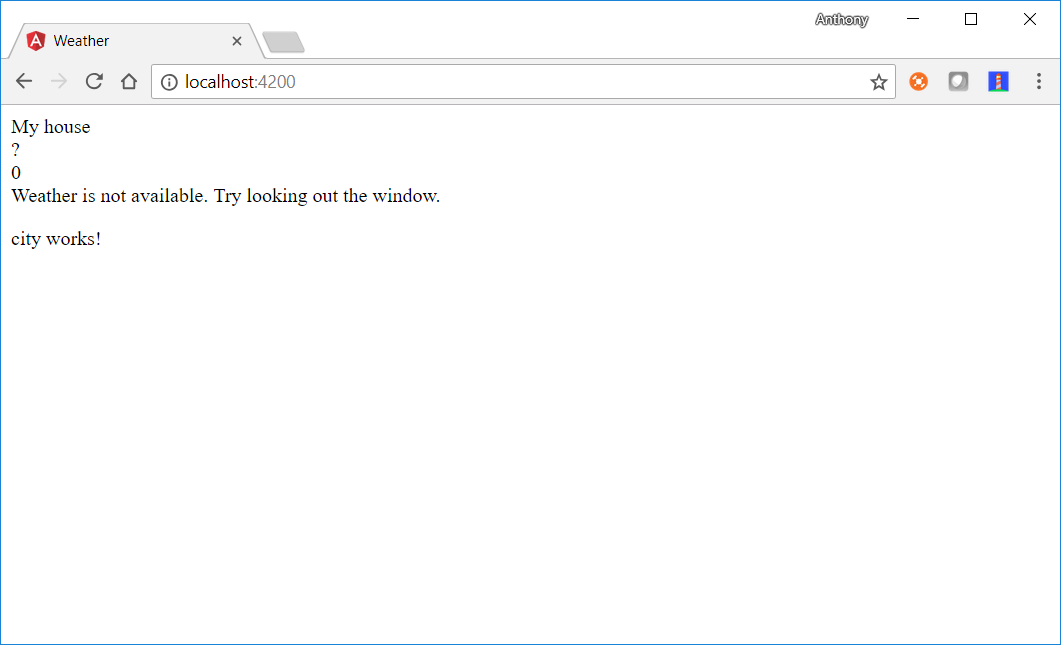 Anthony
Weather
localhost:4200
My house
?
0
Weather is not available. Try looking out the window.
city works!